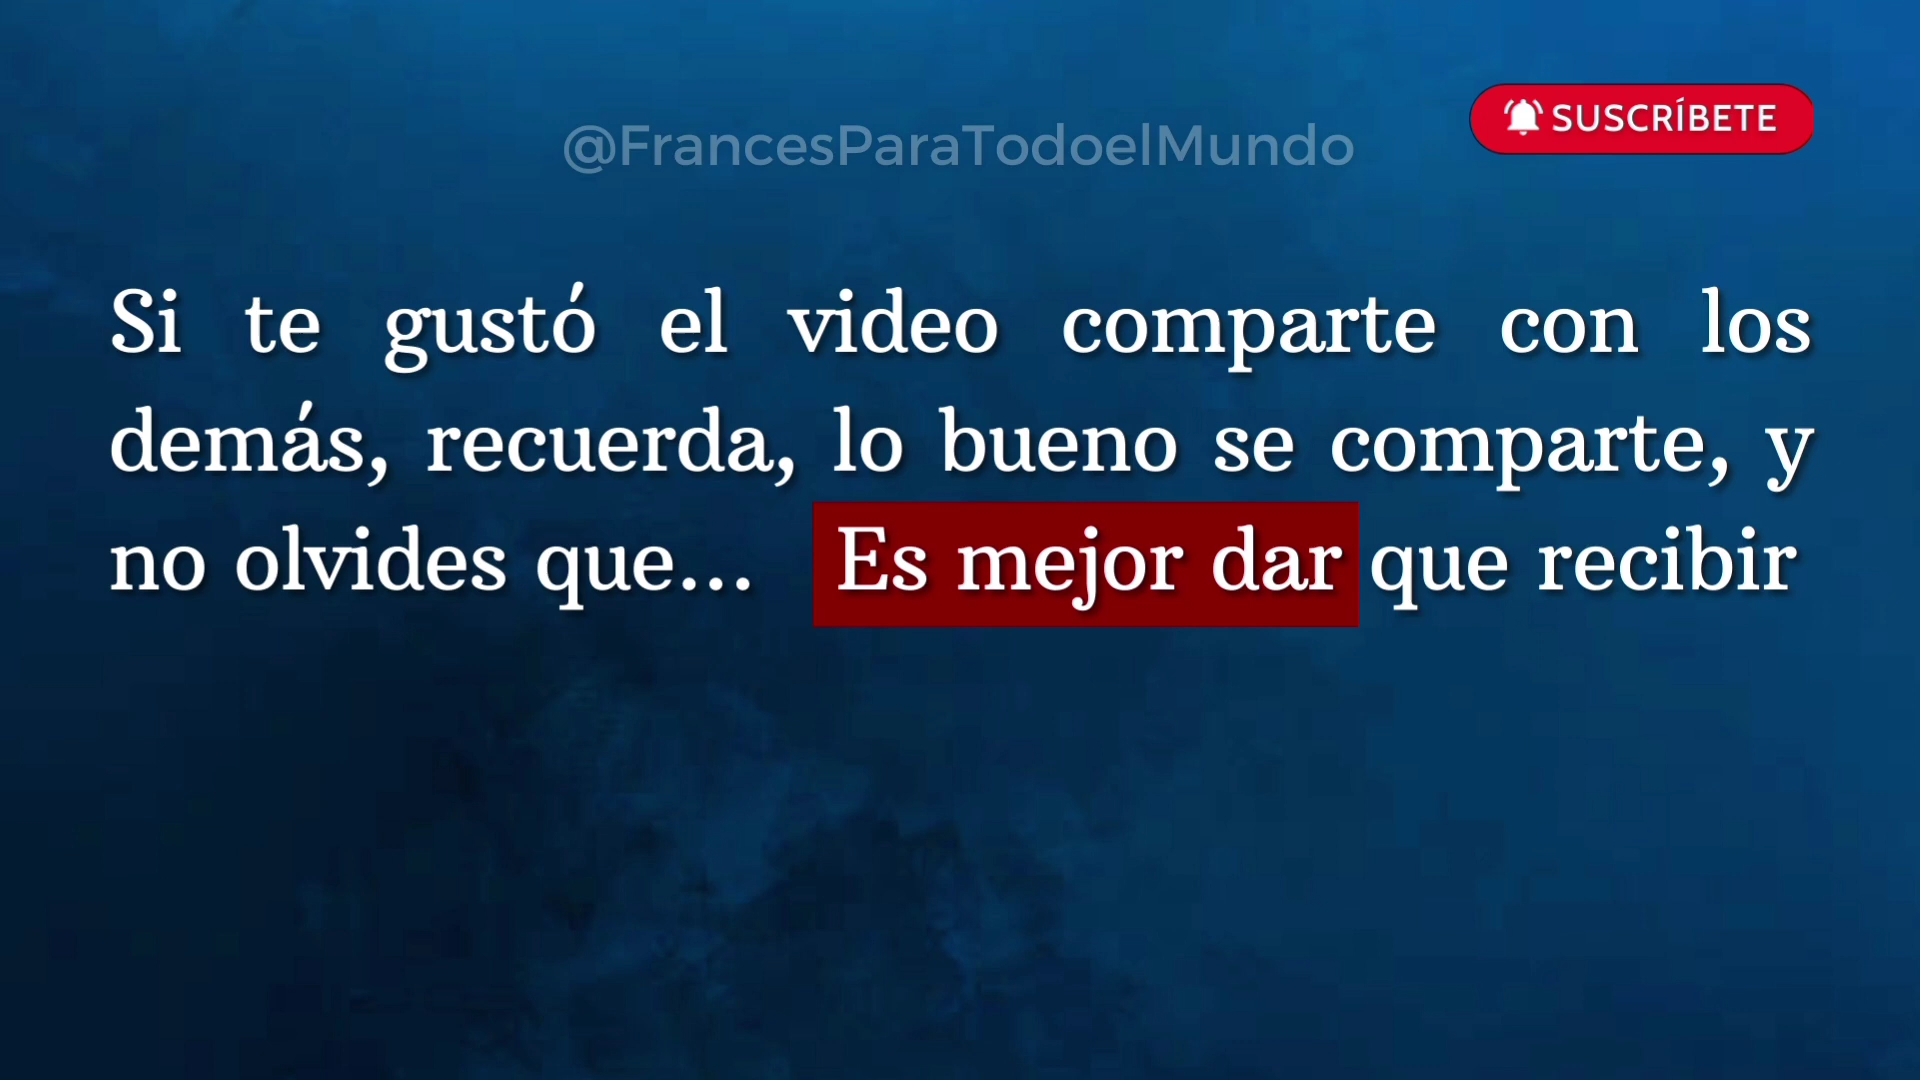 SUSCRÍBETE
@FrancesParaTodoelMundo
Si te gustó el video comparte con los
demás, recuerda, lo bueno se comparte, y
no olvides que... Es mejor dar que recibir